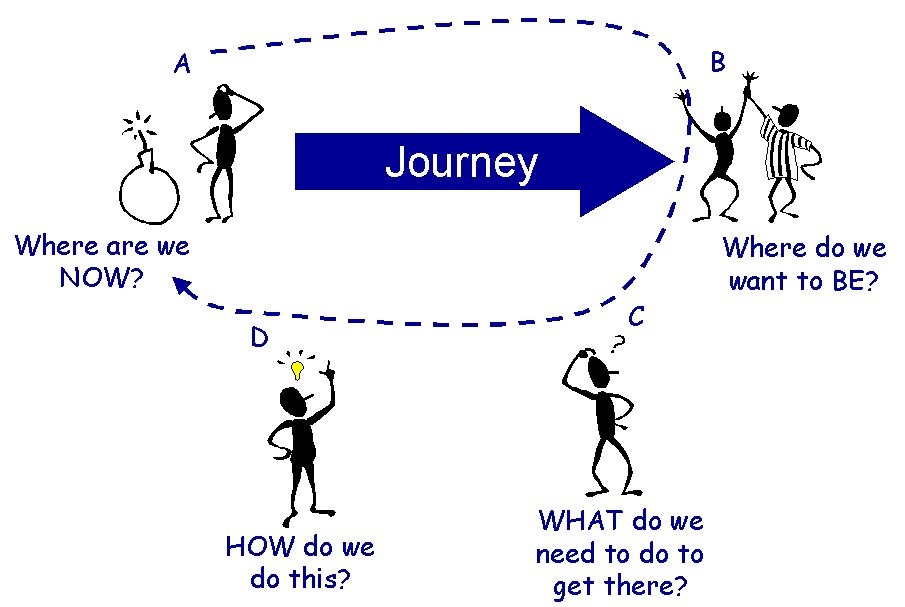 A
B
Journey
Where are we
NOW?
Where do we
want to BE?
C
D
?
HOW do we
do this?
WHAT do we
need to do to
get there?